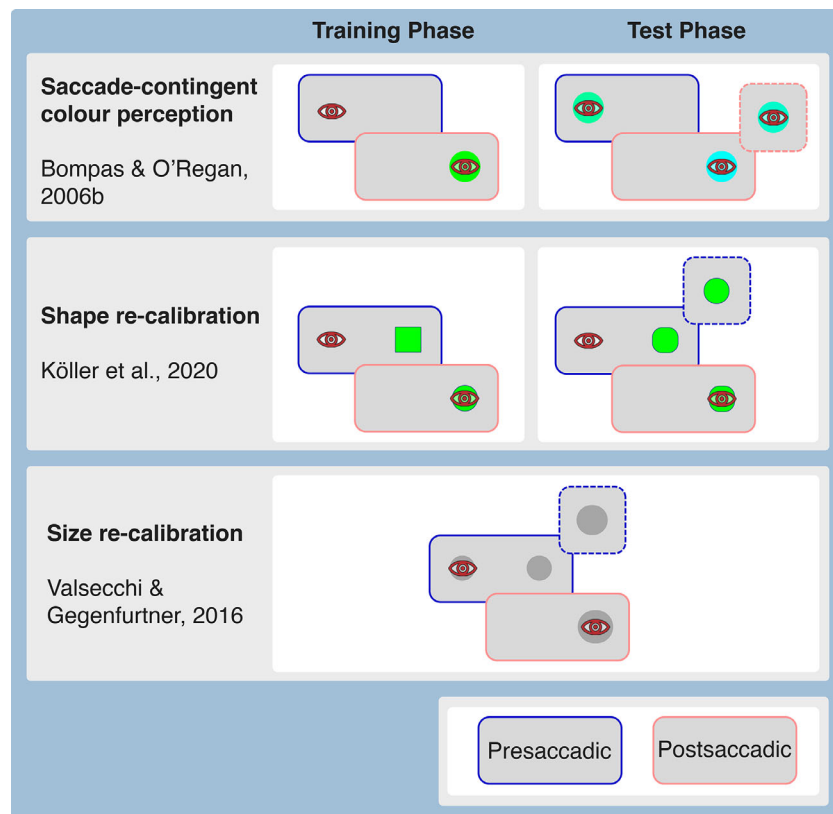 Training Phase
Test Phase
Saccade-contingent
colour perception
Bompas & O'Regan,
2006b
Shape re-calibration
Köller et al., 2020
Size re-calibration
Valsecchi &
Gegenfurtner, 2016
Presaccadic
Postsaccadic